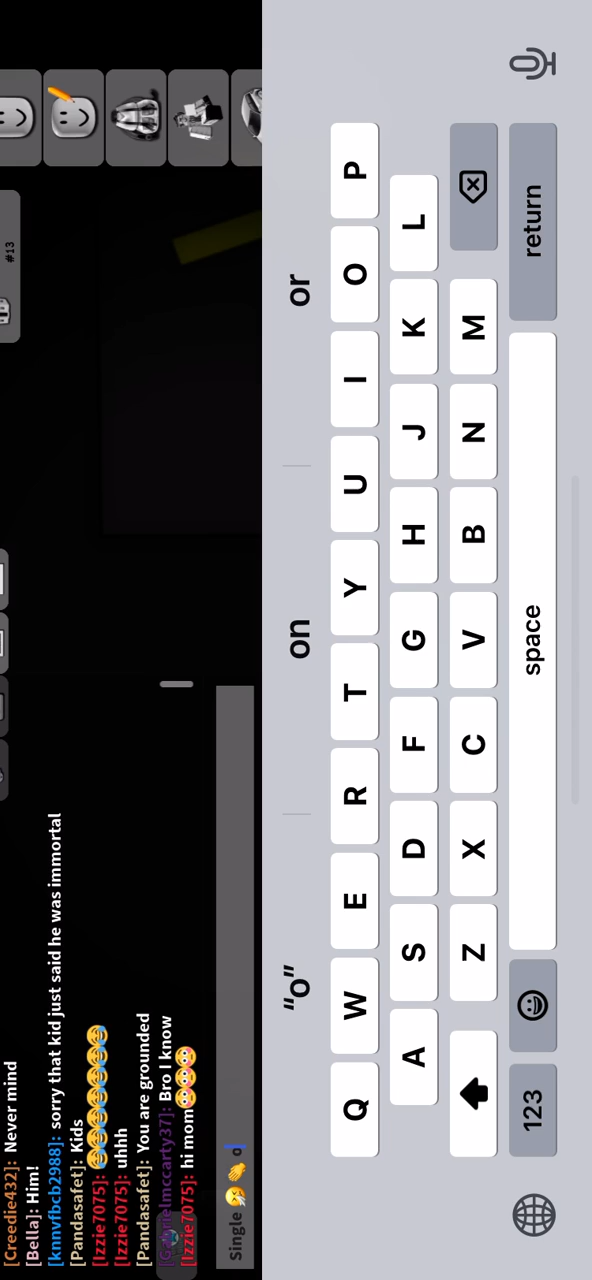 #13
[Creedie432]: Never mind
[Bella]: Him!
[knnvfbcb2988]: sorry that kid just said he was immortal
[Pandasafet]: Kids
[Izzie7075]: 😂😂😂😂😂😂😂😂😂
[Izzie7075]: uhhh
[Pandasafet]: You are grounded
[Gabrielmccarty37]: Bro I know
[Izzie7075]: hi mom😳😳😳😳
Single 🤧 👏 o
“o” on or
Q W E R T Y U I O P
A S D F G H J K L
Z X C V B N M
123 space return